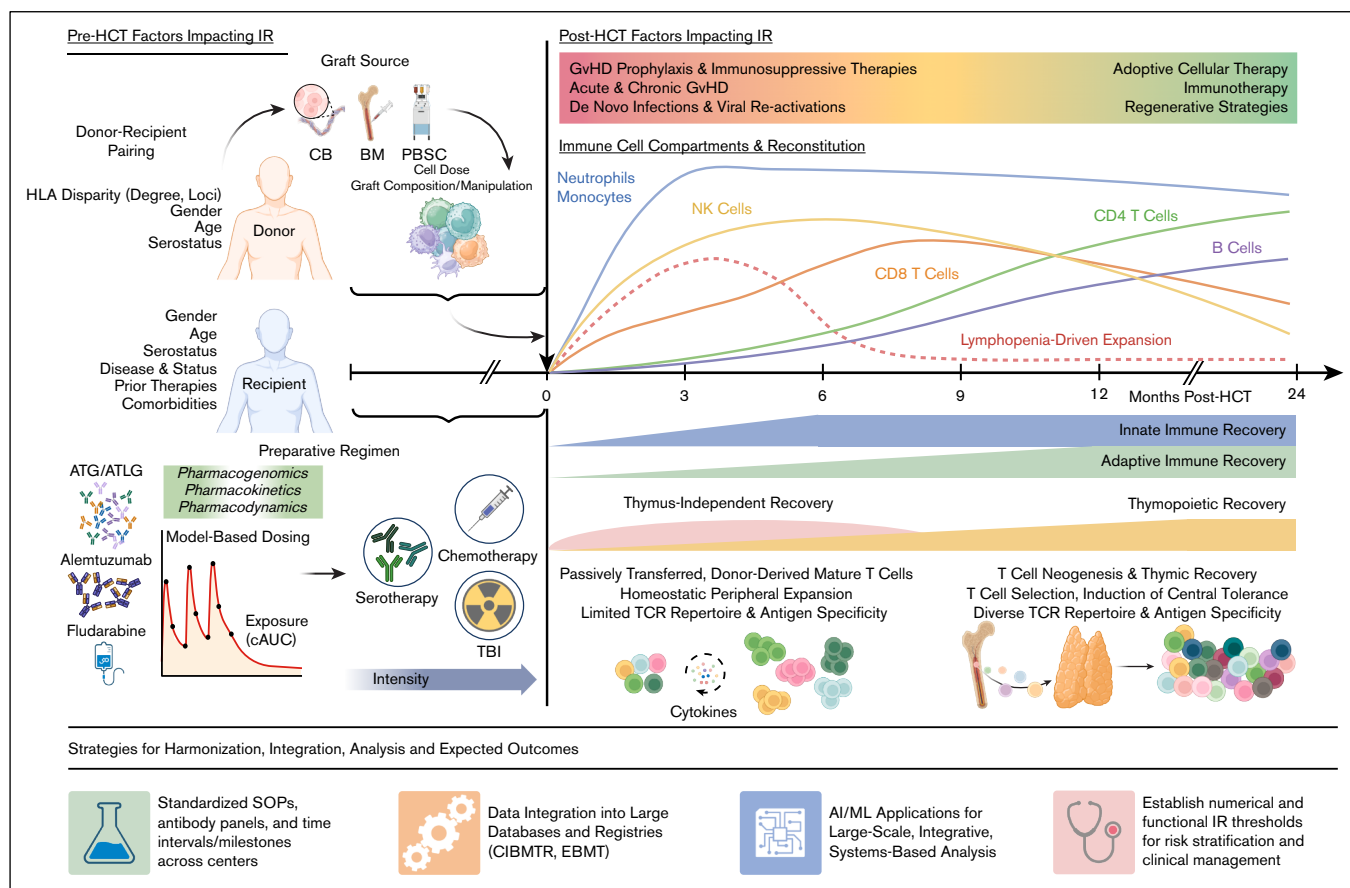 Pre-HCT Factors Impacting IR
Graft Source
CB
BM
PBSC
Cell Dose
Graft Composition/Manipulation
Donor-Recipient
Pairing
HLA Disparity (Degree, Loci)
Gender
Age
Serostatus
Donor
Gender
Age
Serostatus
Disease & Status
Prior Therapies
Comorbidities
Recipient
Preparative Regimen
ATG/ATLG
Pharmacogenomics
Pharmacokinetics
Pharmacodynamics
Model-Based Dosing
Alemtuzumab
Fludarabine
Exposure
(cAUC)
Serotherapy
Chemotherapy
TBI
Intensity
Post-HCT Factors Impacting IR
GvHD Prophylaxis & Immunosuppressive Therapies
Acute & Chronic GvHD
De Novo Infections & Viral Re-activations
Adoptive Cellular Therapy
Immunotherapy
Regenerative Strategies
Immune Cell Compartments & Reconstitution
Neutrophils
Monocytes
NK Cells
CD4 T Cells
B Cells
CD8 T Cells
Lymphopenia-Driven Expansion
0
3
6
9
12
Months Post-HCT
24
Innate Immune Recovery
Adaptive Immune Recovery
Thymus-Independent Recovery
Thymopoietic Recovery
Passively Transferred, Donor-Derived Mature T Cells
Homeostatic Peripheral Expansion
Limited TCR Repertoire & Antigen Specificity
Cytokines
T Cell Neogenesis & Thymic Recovery
T Cell Selection, Induction of Central Tolerance
Diverse TCR Repertoire & Antigen Specificity
Strategies for Harmonization, Integration, Analysis and Expected Outcomes
Standardized SOPs,
antibody panels, and time
intervals/milestones
across centers
Data Integration into Large
Databases and Registries
(CIBMTR, EBMT)
AI/ML Applications for
Large-Scale, Integrative,
Systems-Based Analysis
Establish numerical and
functional IR thresholds
for risk stratification and
clinical management